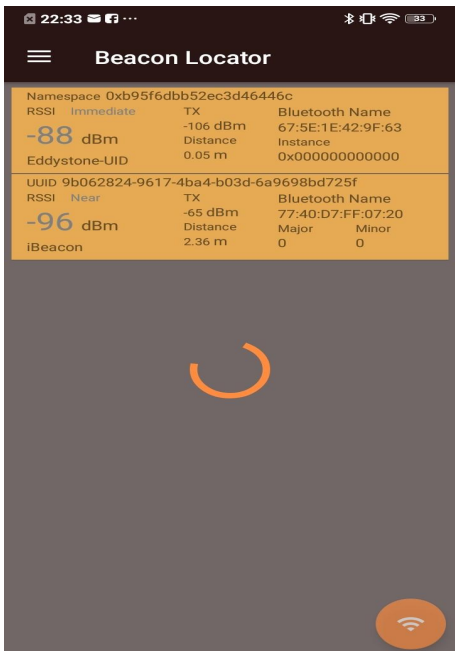 22:33 ··· 33
Beacon Locator
Namespace 0xb95f6dbb52ec3d46446c
RSSI Immediate TX Bluetooth Name
-88 dBm -106 dBm 67:5E:1E:42:9F:63
Distance Instance
Eddystone-UID 0.05 m 0x000000000000
UUID 9b062824-9617-4ba4-b03d-6a9698bd725f
RSSI Near TX Bluetooth Name
-96 dBm -65 dBm 77:40:D7:FF:07:20
Distance Major Minor
iBeacon 2.36 m 0 0